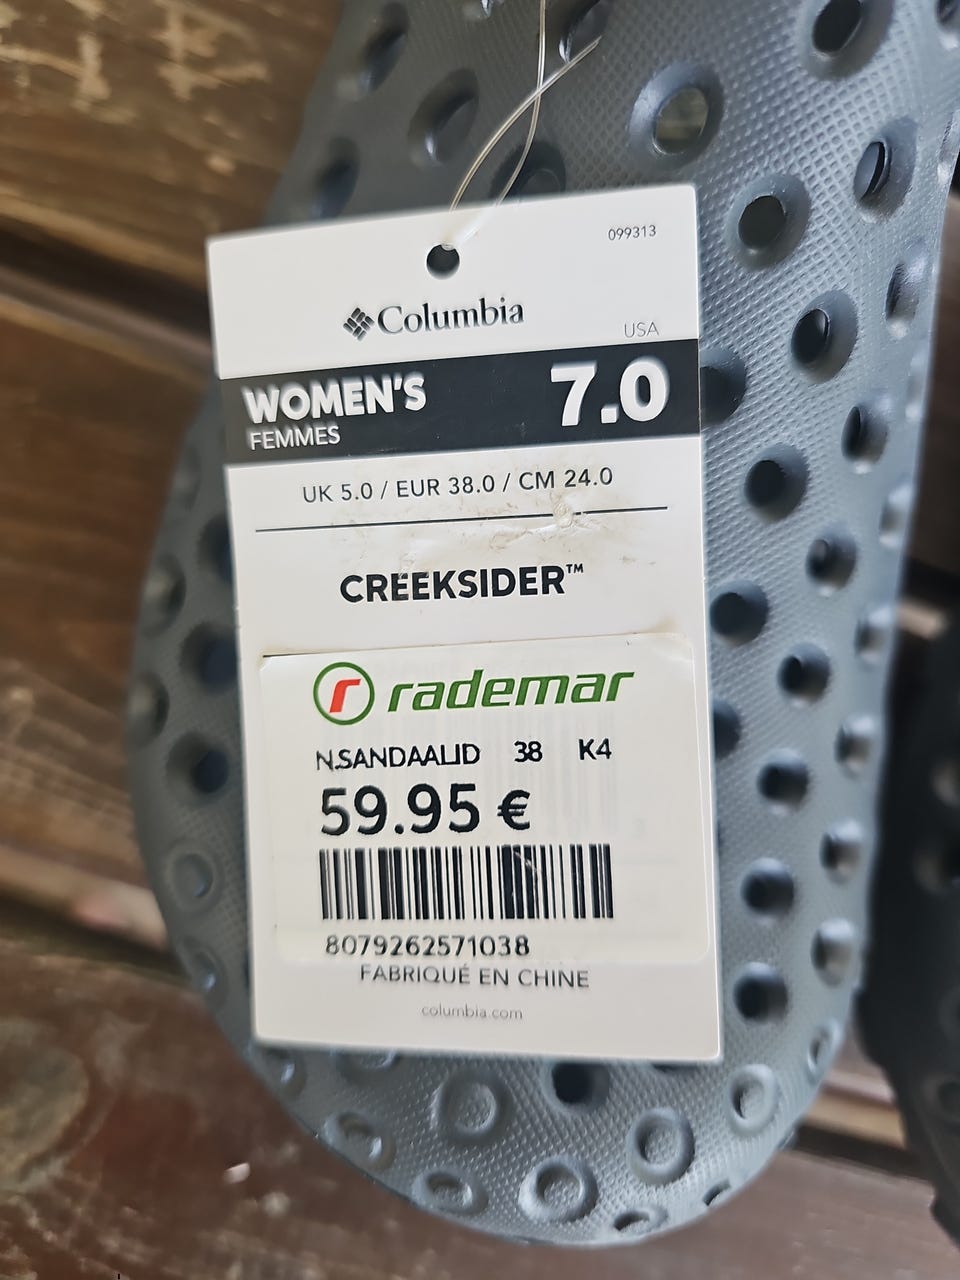 099313
Columbia
USA
WOMEN'S 7.0
FEMMES
UK 5.0 / EUR 38.0 / CM 24.0
CREEKSIDER™
r rademar
N.SANDAALID 38 K4
59.95 €
8079262571038
FABRIQUÉ EN CHINE
columbia.com